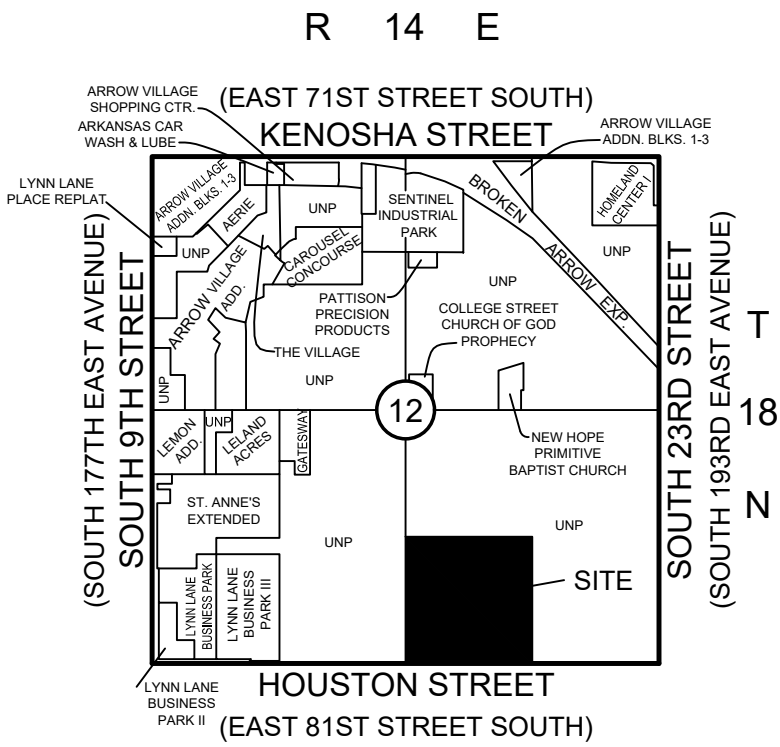 R 14 E
(EAST 71ST STREET SOUTH)
KENOSHA STREET
ARROW VILLAGE
SHOPPING CTR.
ARKANSAS CAR
WASH & LUBE
ARROW VILLAGE
ADDN. BLKS. 1-3
LYNN LANE
PLACE REPLAT
ARROW VILLAGE
ADDN. BLKS. 1-3
AERIE
UNP
UNP
SENTINEL
INDUSTRIAL
PARK
BROKEN
ARROW EXP.
HOMELAND
CENTER I
UNP
CAROUSEL
CONCOURSE
ARROW VILLAGE
ADD.
PATTISON
PRECISION
PRODUCTS
UNP
COLLEGE STREET
CHURCH OF GOD
PROPHECY
THE VILLAGE
UNP
UNP
(SOUTH 177TH EAST AVENUE)
SOUTH 9TH STREET
SOUTH 23RD STREET
(SOUTH 193RD EAST AVENUE)
T
18
N
12
LEMON
ADD.
UNP
LELAND
ACRES
GATESWAY
NEW HOPE
PRIMITIVE
BAPTIST CHURCH
ST. ANNE'S
EXTENDED
UNP
UNP
SITE
LYNN LANE
BUSINESS PARK
LYNN LANE
BUSINESS
PARK III
LYNN LANE
BUSINESS
PARK II
HOUSTON STREET
(EAST 81ST STREET SOUTH)